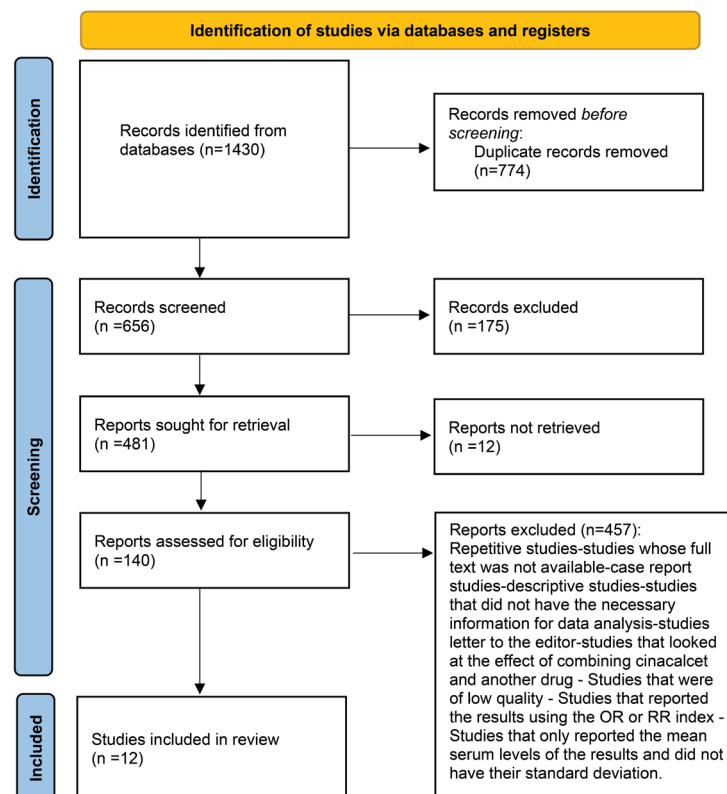 Identification of studies via databases and registers
Identification
Records identified from
databases (n=1430)
Records removed before
screening:
Duplicate records removed
(n=774)
Screening
Records screened
(n =656)
Records excluded
(n =175)
Reports sought for retrieval
(n =481)
Reports not retrieved
(n =12)
Reports assessed for eligibility
(n =140)
Reports excluded (n=457):
Repetitive studies-studies whose full
text was not available-case report
studies-descriptive studies-studies
that did not have the necessary
information for data analysis-studies
letter to the editor-studies that looked
at the effect of combining cinacalcet
and another drug - Studies that were
of low quality - Studies that reported
the results using the OR or RR index -
Studies that only reported the mean
serum levels of the results and did not
have their standard deviation.
Included
Studies included in review
(n =12)